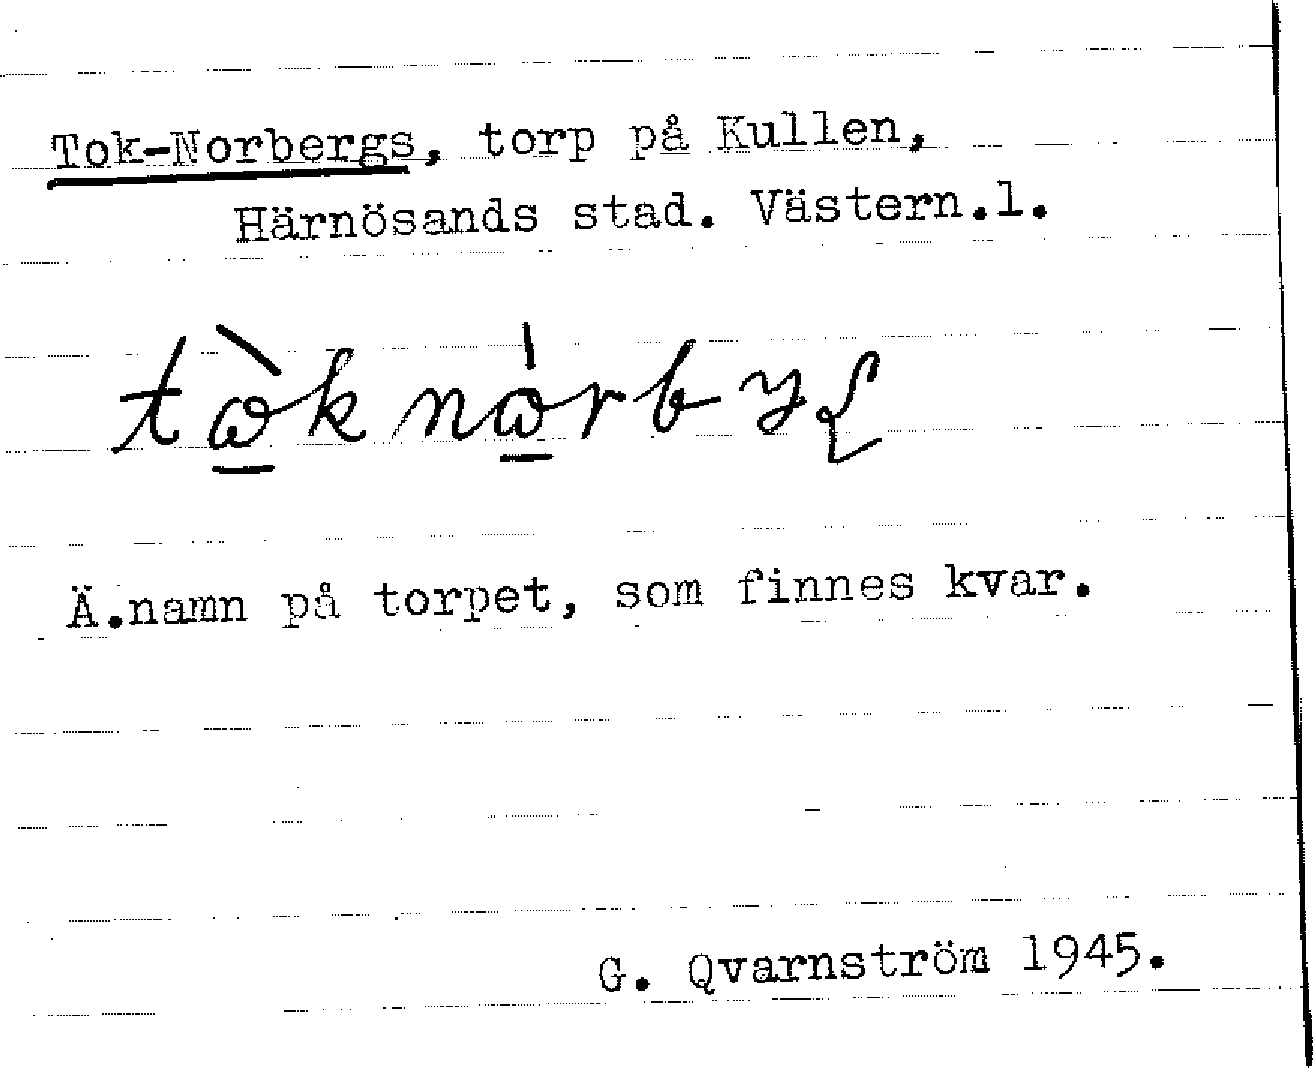 Tok-Norbergs, torp på Kullen,
Härnösands stad. Västern.l.
Ä.namn på torpet, som finnes kvar.
G. Qvarnström 1945.